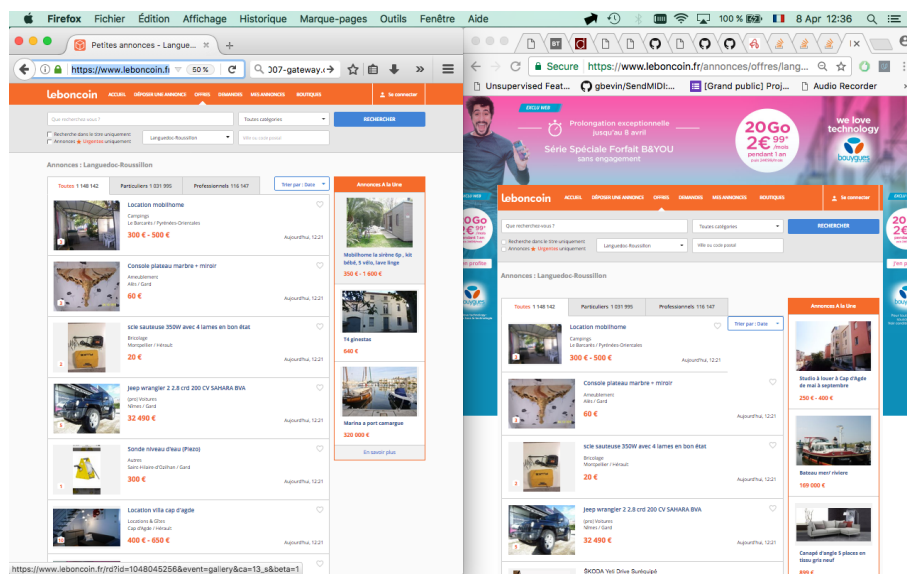 Firefox Fichier Édition Affichage Historique Marque-pages Outils Fenêtre Aide
100 %
8 Apr 12:36
Petites annonces - Langue...
https://www.leboncoin.fr
50 %
007-gateway.
leboncoin
ACCUEIL DÉPOSER UNE ANNONCE OFFRES DEMANDES MES ANNONCES BOUTIQUES
Se connecter
Que recherchez-vous ?
Toutes catégories
RECHERCHER
Recherche dans le titre uniquement
Annonces Urgentes uniquement
Languedoc-Roussillon
Ville ou code postal
Annonces : Languedoc-Roussillon
Toutes 1 148 142
Particuliers 1 031 995
Professionnels 116 147
Trier par : Date
Location mobilhome
Campings
Le Barcarès / Pyrénées-Orientales
300 € - 500 €
Aujourd'hui, 12:21
3
Console plateau marbre + miroir
Ameublement
Alès / Gard
60 €
Aujourd'hui, 12:21
3
scie sauteuse 350W avec 4 lames en bon état
Bricolage
Montpellier / Hérault
20 €
Aujourd'hui, 12:21
2
Jeep wrangler 2 2.8 crd 200 CV SAHARA BVA
(pro) Voitures
Nîmes / Gard
32 490 €
Aujourd'hui, 12:21
Sonde niveau d'eau (Piezo)
Autres
Saint-Hilaire-d'Ozilhan / Gard
300 €
Aujourd'hui, 12:21
Location villa cap d'agde
Locations & Gîtes
Cap d'Agde / Hérault
400 € - 650 €
Aujourd'hui, 12:21
Annonces A la Une
Mobilhome la sirène 6p , kit
bébé, 5 vélo, lave linge
350 € - 1 600 €
T4 ginestas
640 €
Marina a port camargue
320 000 €
En savoir plus
https://www.leboncoin.fr/rd?id=1048045256&event=gallery&ca=13_s&beta=1
Secure
https://www.leboncoin.fr/annonces/offres/lang...
Unsupervised Feat...
gbevin/SendMIDI:...
[Grand public] Proj...
Audio Recorder
EXCLU WEB
Prolongation exceptionnelle
jusqu'au 8 avril
Série Spéciale Forfait B&YOU
sans engagement
20Go
2€99*
/mois
pendant 1 an
we love
technology
bouygues
leboncoin
ACCUEIL DÉPOSER UNE ANNONCE OFFRES DEMANDES MES ANNONCES BOUTIQUES
Se connecter
Que recherchez-vous ?
Toutes catégories
RECHERCHER
Recherche dans le titre uniquement
Annonces Urgentes uniquement
Languedoc-Roussillon
Ville ou code postal
Annonces : Languedoc-Roussillon
Toutes 1 148 142
Particuliers 1 031 995
Professionnels 116 147
Trier par : Date
Location mobilhome
Campings
Le Barcarès / Pyrénées-Orientales
300 € - 500 €
Aujourd'hui, 12:21
3
Console plateau marbre + miroir
Ameublement
Alès / Gard
60 €
Aujourd'hui, 12:21
3
scie sauteuse 350W avec 4 lames en bon état
Bricolage
Montpellier / Hérault
20 €
Aujourd'hui, 12:21
2
Jeep wrangler 2 2.8 crd 200 CV SAHARA BVA
(pro) Voitures
Nîmes / Gard
32 490 €
Aujourd'hui, 12:21
ŠKODA Yeti Drive Suréquipé
Annonces A la Une
Studio à louer à Cap d'Agde
de mai à septembre
250 € - 400 €
Bateau mer/ riviere
169 000 €
Canapé d'angle 5 places en
tissu gris neuf
899 €
bouygues